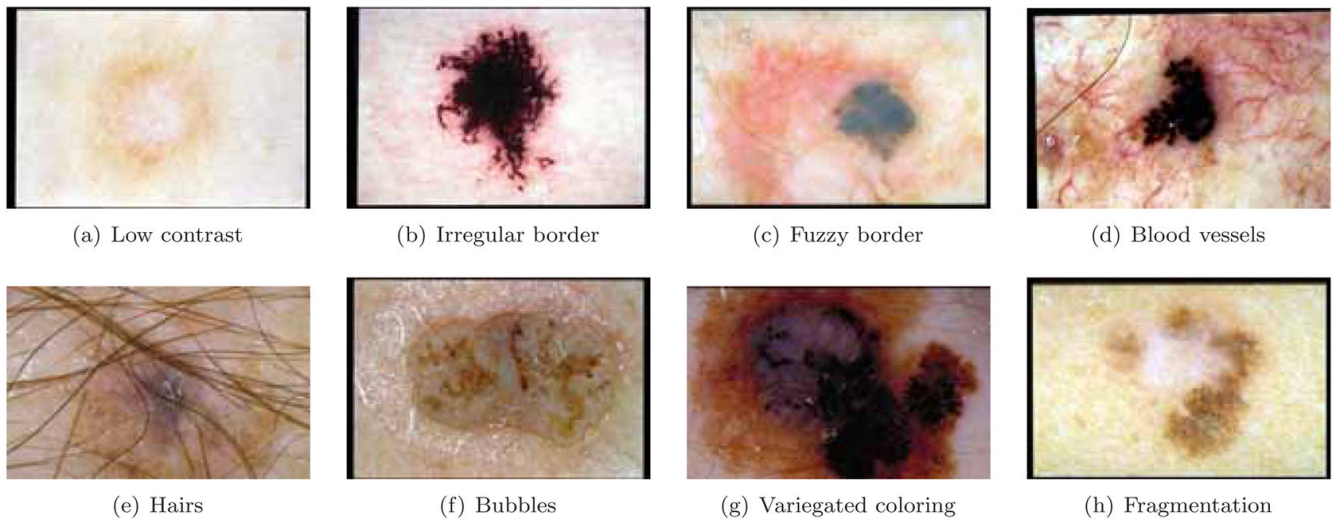 (a) Low contrast
(b) Irregular border
(c) Fuzzy border
(d) Blood vessels
(e) Hairs
(f) Bubbles
(g) Variegated coloring
(h) Fragmentation